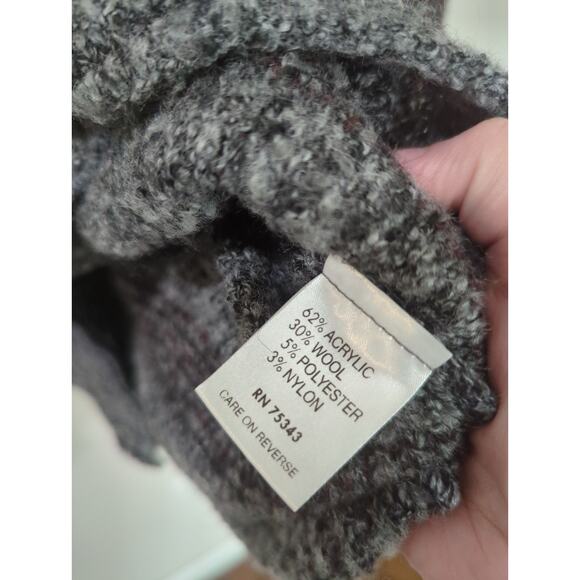 62% ACRYLIC
30% WOOL
5% POLYESTER
3% NYLON
RN 75343
CARE ON REVERSE